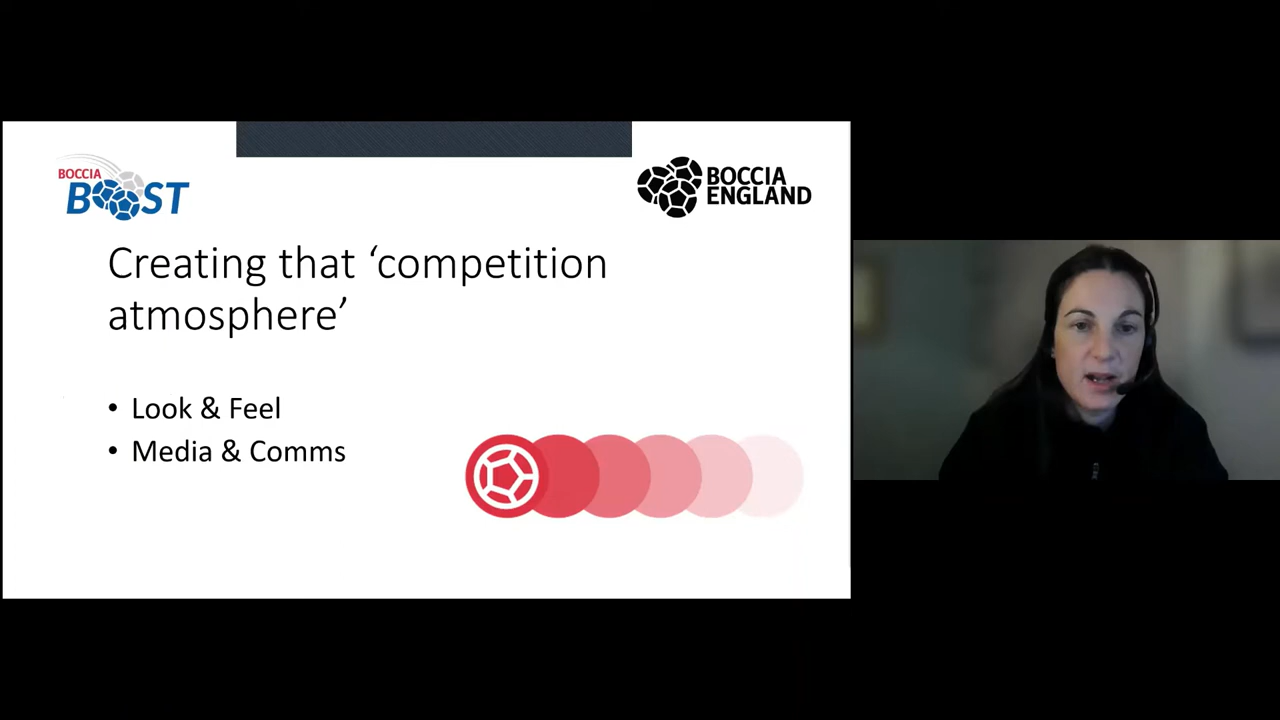 BOCCIA
BOOST
BOCCIA
ENGLAND
Creating that ‘competition
atmosphere’
• Look & Feel
• Media & Comms